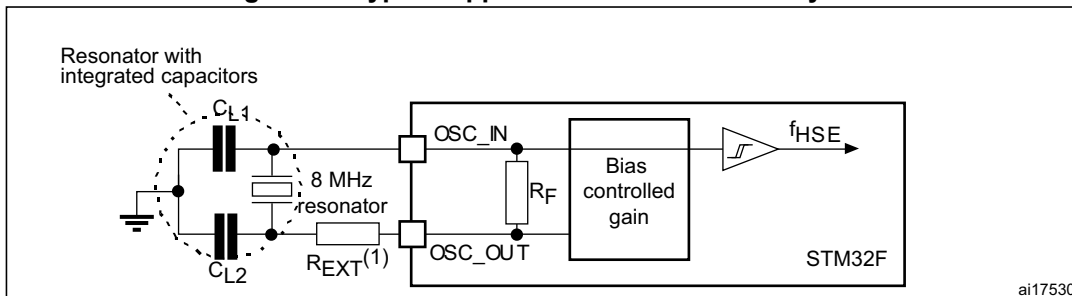 Resonator with
integrated capacitors
CL1
OSC_IN
fHSE
8 MHz
resonator
RF
Bias
controlled
gain
REXT(1)
OSC_OUT
STM32F
CL2
ai17530